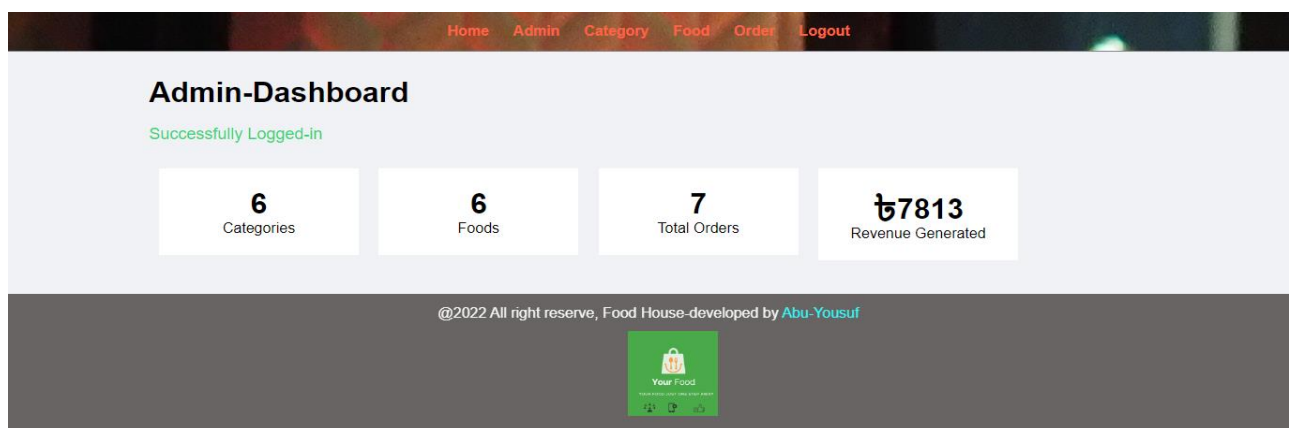 Home Admin Category Food Order Logout
Admin-Dashboard
Successfully Logged-in
6
Categories
6
Foods
7
Total Orders
৳7813
Revenue Generated
@2022 All right reserve, Food House-developed by Abu-Yousuf
Your Food